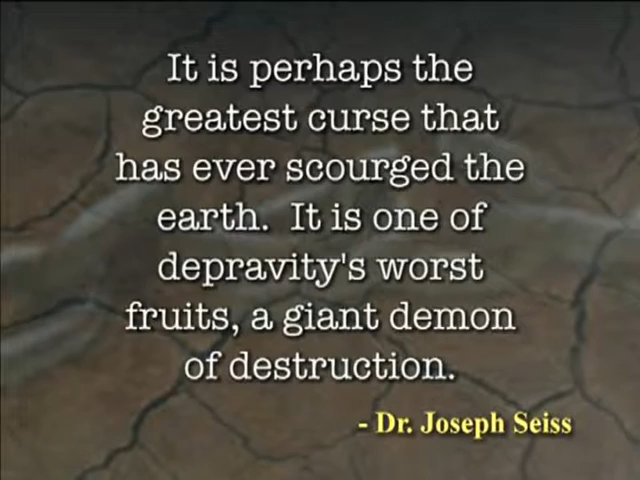 It is perhaps the
greatest curse that
has ever scourged the
earth.  It is one of
depravity's worst
fruits, a giant demon
of destruction.
- Dr. Joseph Seiss